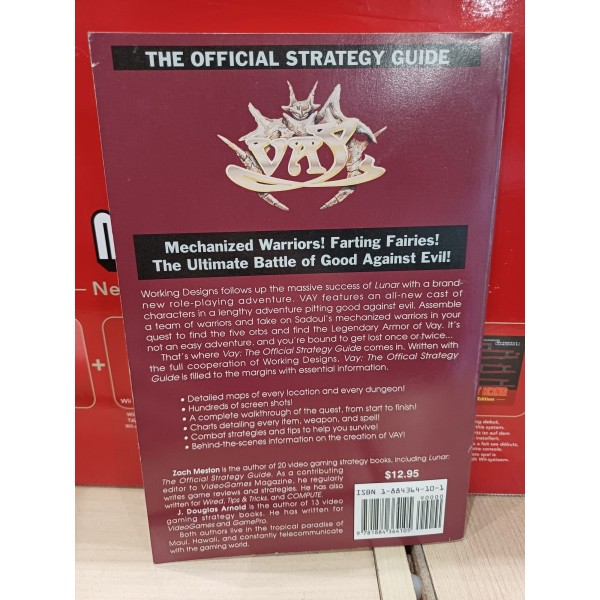 THE OFFICIAL STRATEGY GUIDE
VAY
Mechanized Warriors! Farting Fairies!
The Ultimate Battle of Good Against Evil!
Working Designs follows up the massive success of Lunar with a brand-
new role-playing adventure. VAY features an all-new cast of
characters in a lengthy adventure pitting good against evil. Assemble
a team of warriors and take on Sadoul's mechanized warriors in your
quest to find the five orbs and find the Legendary Armor of Vay. It's
not an easy adventure, and you're bound to get lost once or twice...
That's where Vay: The Official Strategy Guide comes in. Written with
the full cooperation of Working Designs, Vay: The Offical Strategy
Guide is filled to the margins with essential information.
• Detailed maps of every location and every dungeon!
• Hundreds of screen shots!
• A complete walkthrough of the quest, from start to finish!
• Charts detailing every item, weapon, and spell!
• Combat strategies and tips to help you survive!
• Behind-the-scenes information on the creation of VAY!
Zach Meston is the author of 20 video gaming strategy books, including Lunar:
The Official Strategy Guide. As a contributing
editor to VideoGames Magazine, he regularly
writes game reviews and strategies. He has also
written for Wired, Tips & Tricks, and COMPUTE.
J. Douglas Arnold is the author of 13 video
gaming strategy books. He has written for
VideoGames and GamePro.
Both authors live in the tropical paradise of
Maui, Hawaii, and constantly telecommunicate
with the gaming world.
$12.95
ISBN 1-884364-10-1
90000
9 781884 364105
Ne
Wii
Edition